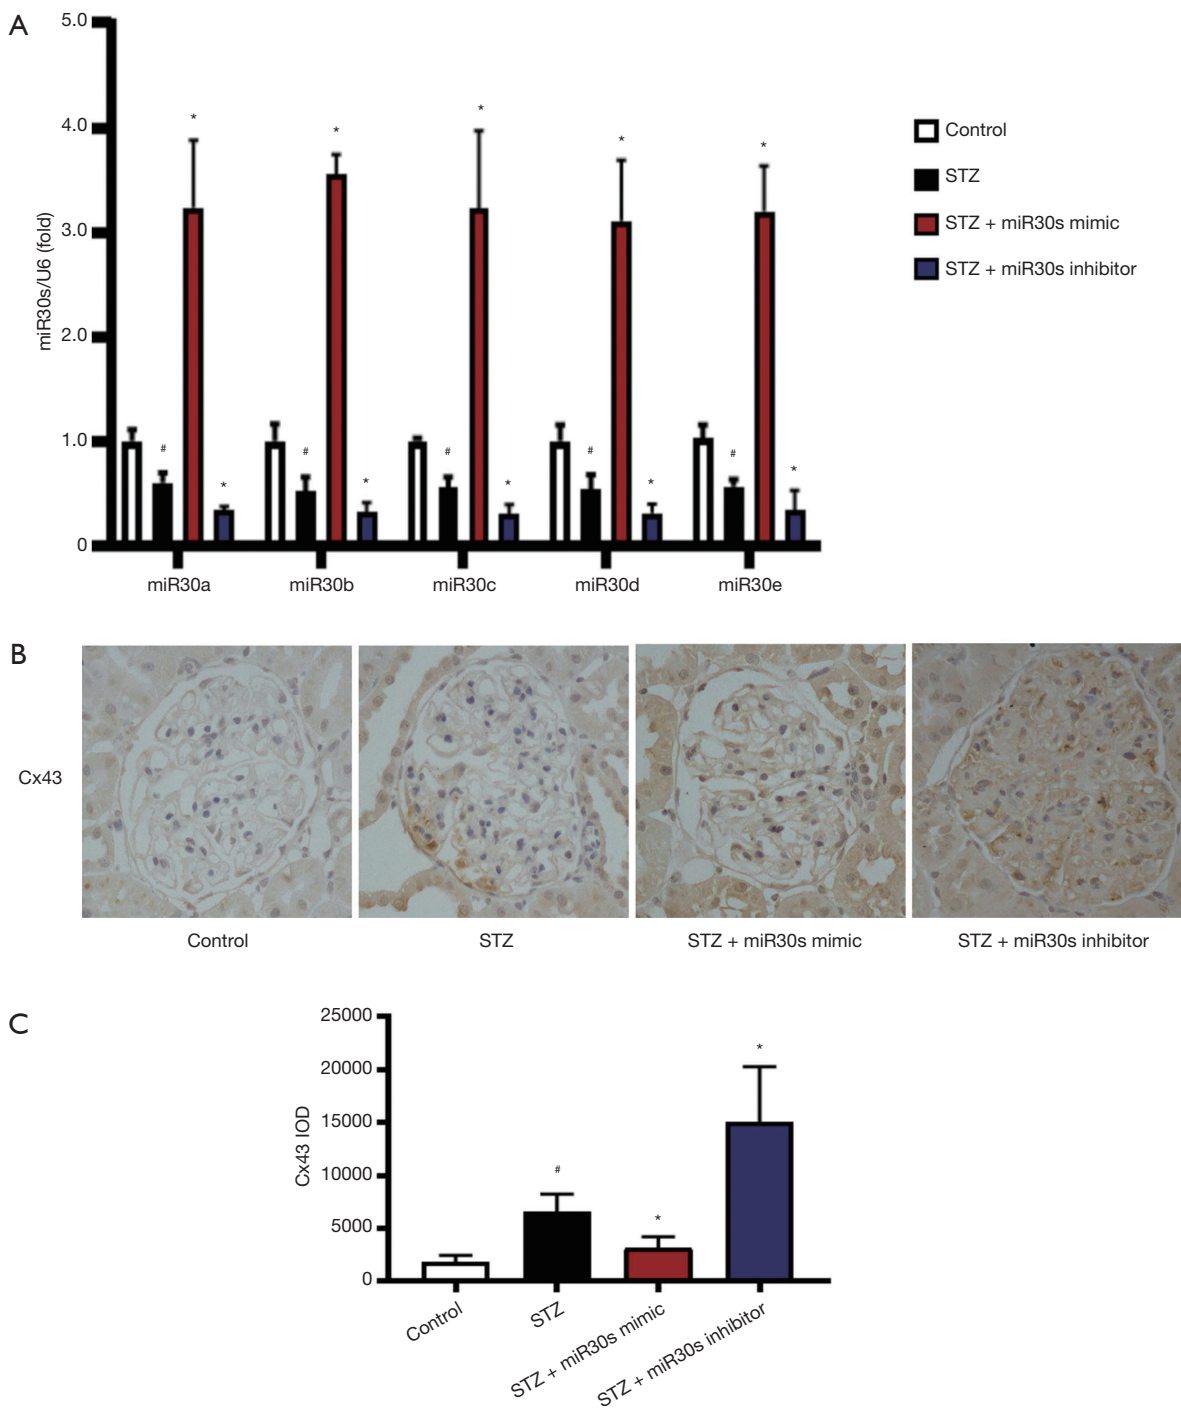 A
5.0
4.0
3.0
2.0
1.0
0
miR30s/U6 (fold)
* * * * *
# # # # #
* * * * *
miR30a miR30b miR30c miR30d miR30e
Control
STZ
STZ + miR30s mimic
STZ + miR30s inhibitor
B
Cx43
Control STZ STZ + miR30s mimic STZ + miR30s inhibitor
C
25000
20000
15000
10000
5000
0
Cx43 IOD
# * *
Control
STZ
STZ + miR30s mimic
STZ + miR30s inhibitor